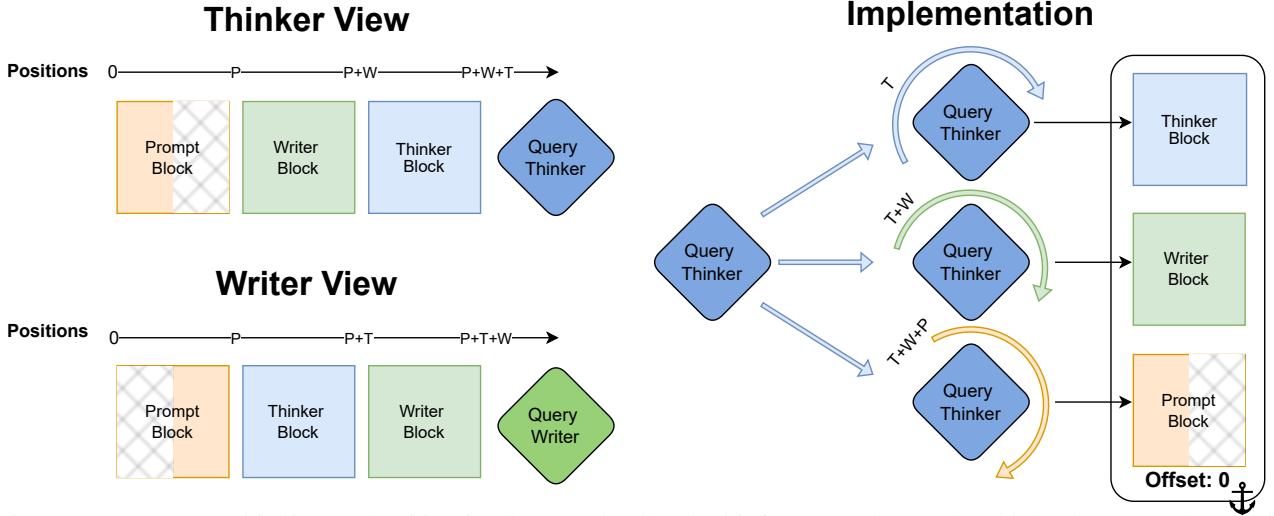 Thinker View
Positions 0 P P+W P+W+T
Prompt
Block
Writer
Block
Thinker
Block
Query
Thinker
Writer View
Positions 0 P P+T P+T+W
Prompt
Block
Thinker
Block
Writer
Block
Query
Writer
Implementation
Query
Thinker
T
Query
Thinker
Thinker
Block
T+W
Query
Thinker
Writer
Block
T+W+P
Query
Thinker
Prompt
Block
Offset: 0